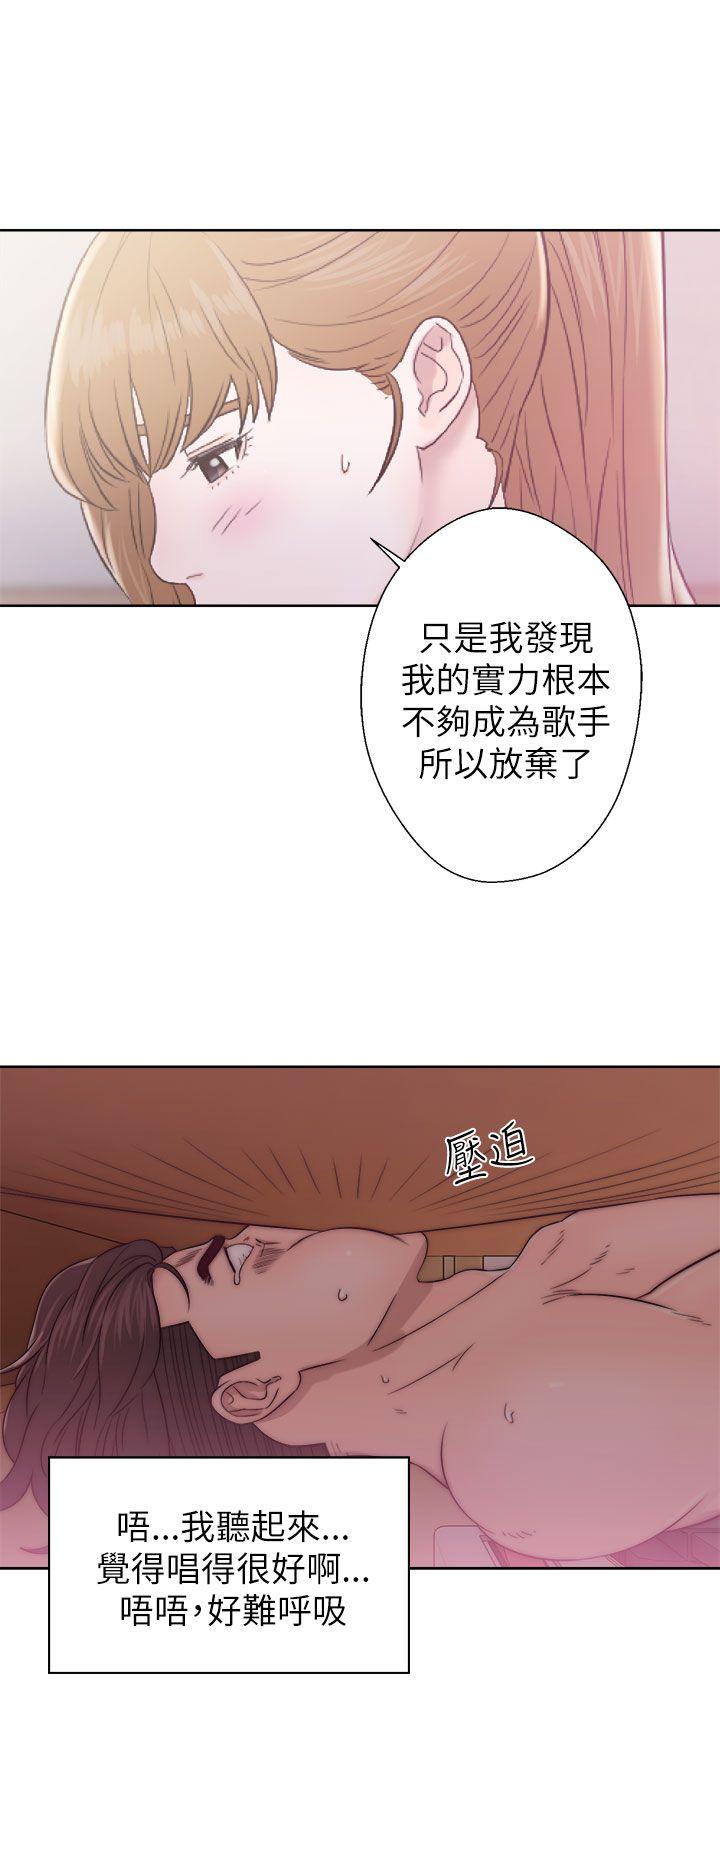 只是我發現
我的實力根本
不夠成為歌手
所以放棄了
壓迫
唔…我聽起來…
覺得唱得很好啊…
唔唔，好難呼吸